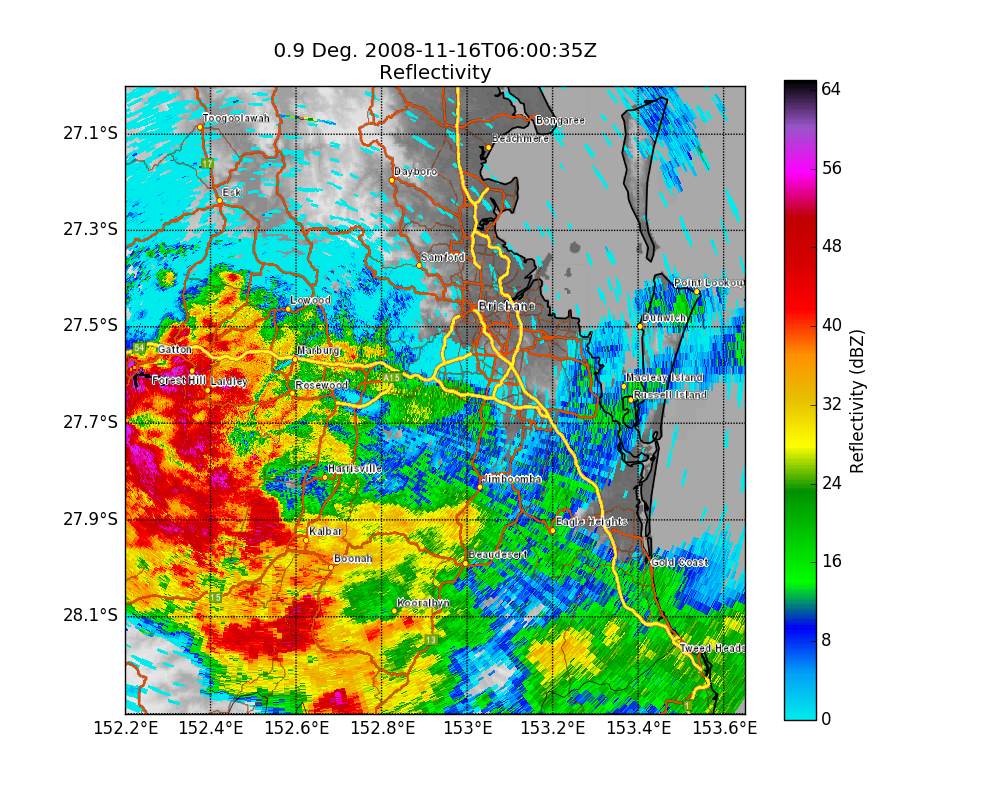 0.9 Deg. 2008-11-16T06:00:35Z
Reflectivity
27.1°S
27.3°S
27.5°S
27.7°S
27.9°S
28.1°S
152.2°E 152.4°E 152.6°E 152.8°E 153°E 153.2°E 153.4°E 153.6°E
Toogoolawah
Bongaree
Beachmere
17
Dayboro
Esk
Samford
Point Lookou
Lowood
Brisbane
Dunwich
54
Gatton
Marburg
Forest Hill
Laidley
Rosewood
A15
Macleay Island
Russell Island
Harrisville
Jimboomba
Eagle Heights
Kalbar
Boonah
Beaudesert
Gold Coast
15
Kooralbyn
13
Tweed Heads
1
64
56
48
40
32
24
16
8
0
Reflectivity (dBZ)